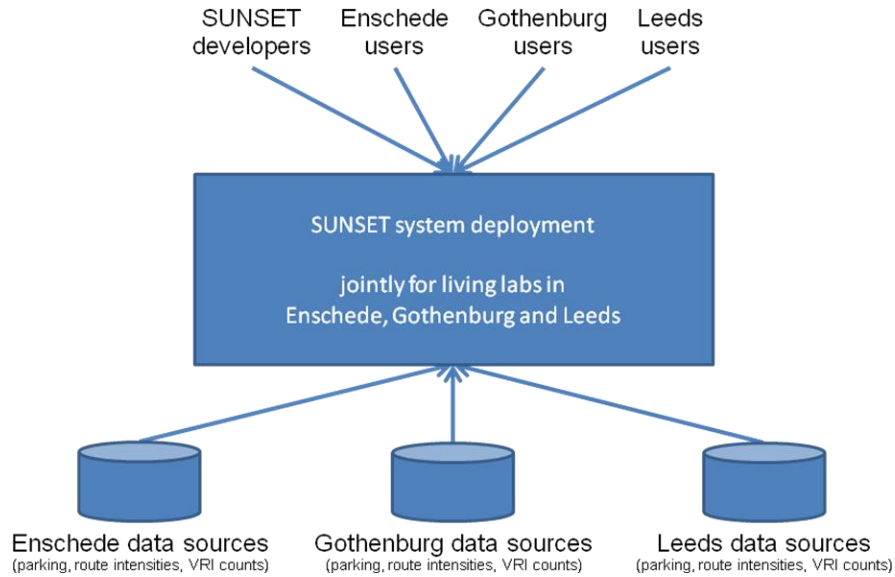 SUNSET developers
Enschede users
Gothenburg users
Leeds users
SUNSET system deployment
jointly for living labs in
Enschede, Gothenburg and Leeds
Enschede data sources
(parking, route intensities, VRI counts)
Gothenburg data sources
(parking, route intensities, VRI counts)
Leeds data sources
(parking, route intensities, VRI counts)